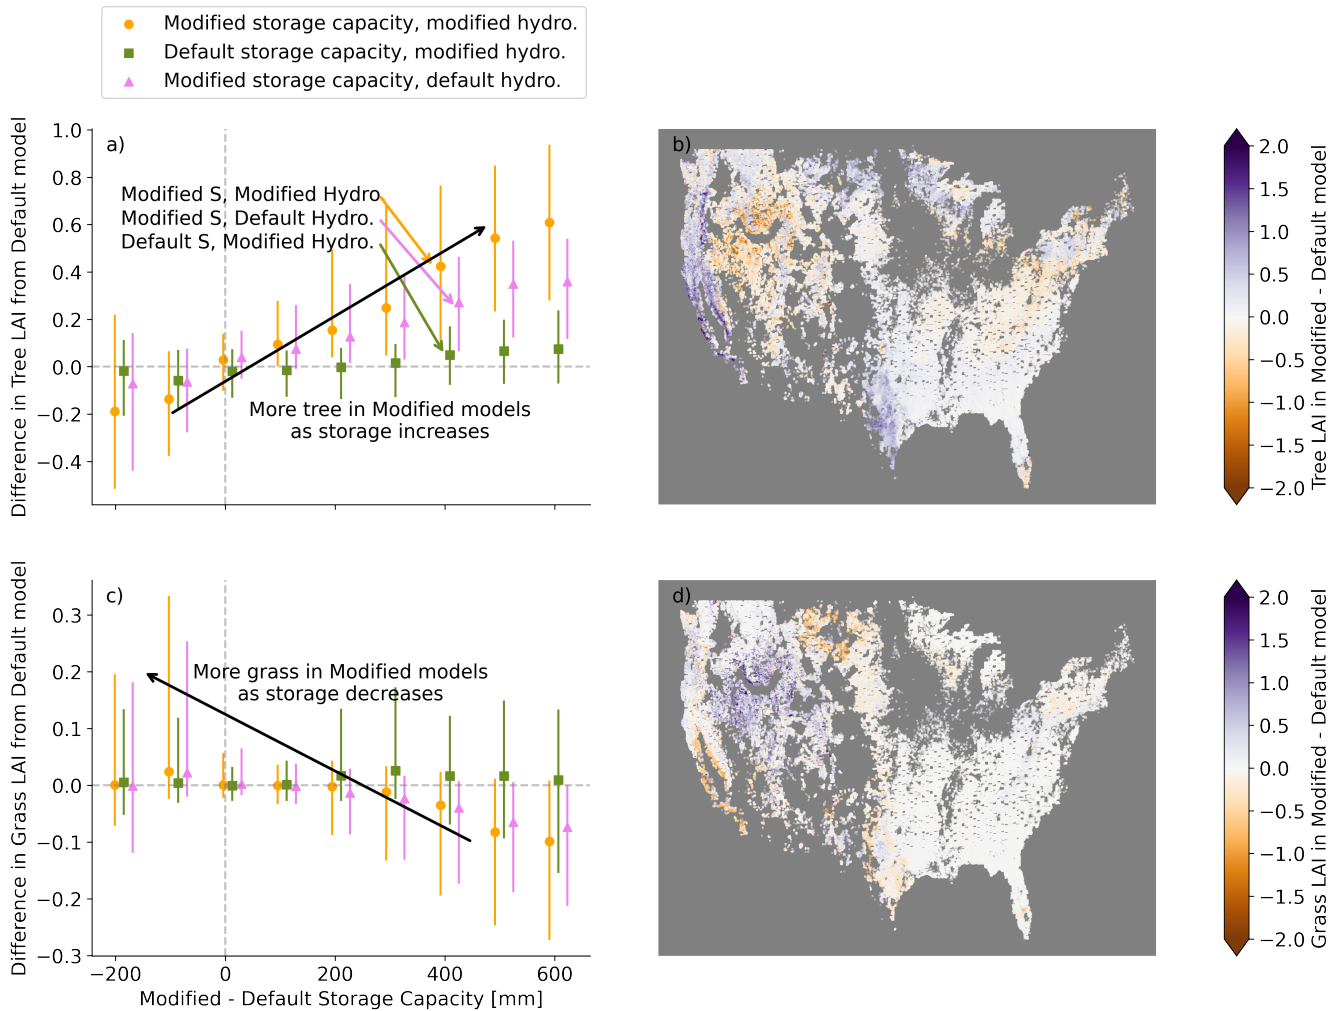 Modified storage capacity, modified hydro.
Default storage capacity, modified hydro.
Modified storage capacity, default hydro.
Difference in Tree LAI from Default model
1.0
0.8
0.6
0.4
0.2
0.0
−0.2
−0.4
a)
Modified S, Modified Hydro
Modified S, Default Hydro.
Default S, Modified Hydro.
More tree in Modified models
as storage increases
b)
2.0
1.5
1.0
0.5
0.0
−0.5
−1.0
−1.5
−2.0
Tree LAI in Modified - Default model
Difference in Grass LAI from Default model
0.3
0.2
0.1
0.0
−0.1
−0.2
−0.3
c)
More grass in Modified models
as storage decreases
−200
0
200
400
600
Modified - Default Storage Capacity [mm]
d)
2.0
1.5
1.0
0.5
0.0
−0.5
−1.0
−1.5
−2.0
Grass LAI in Modified - Default model